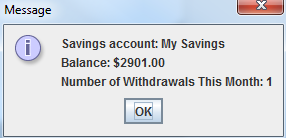 Message
Savings account: My Savings
Balance: $2901.00
Number of Withdrawals This Month: 1
OK